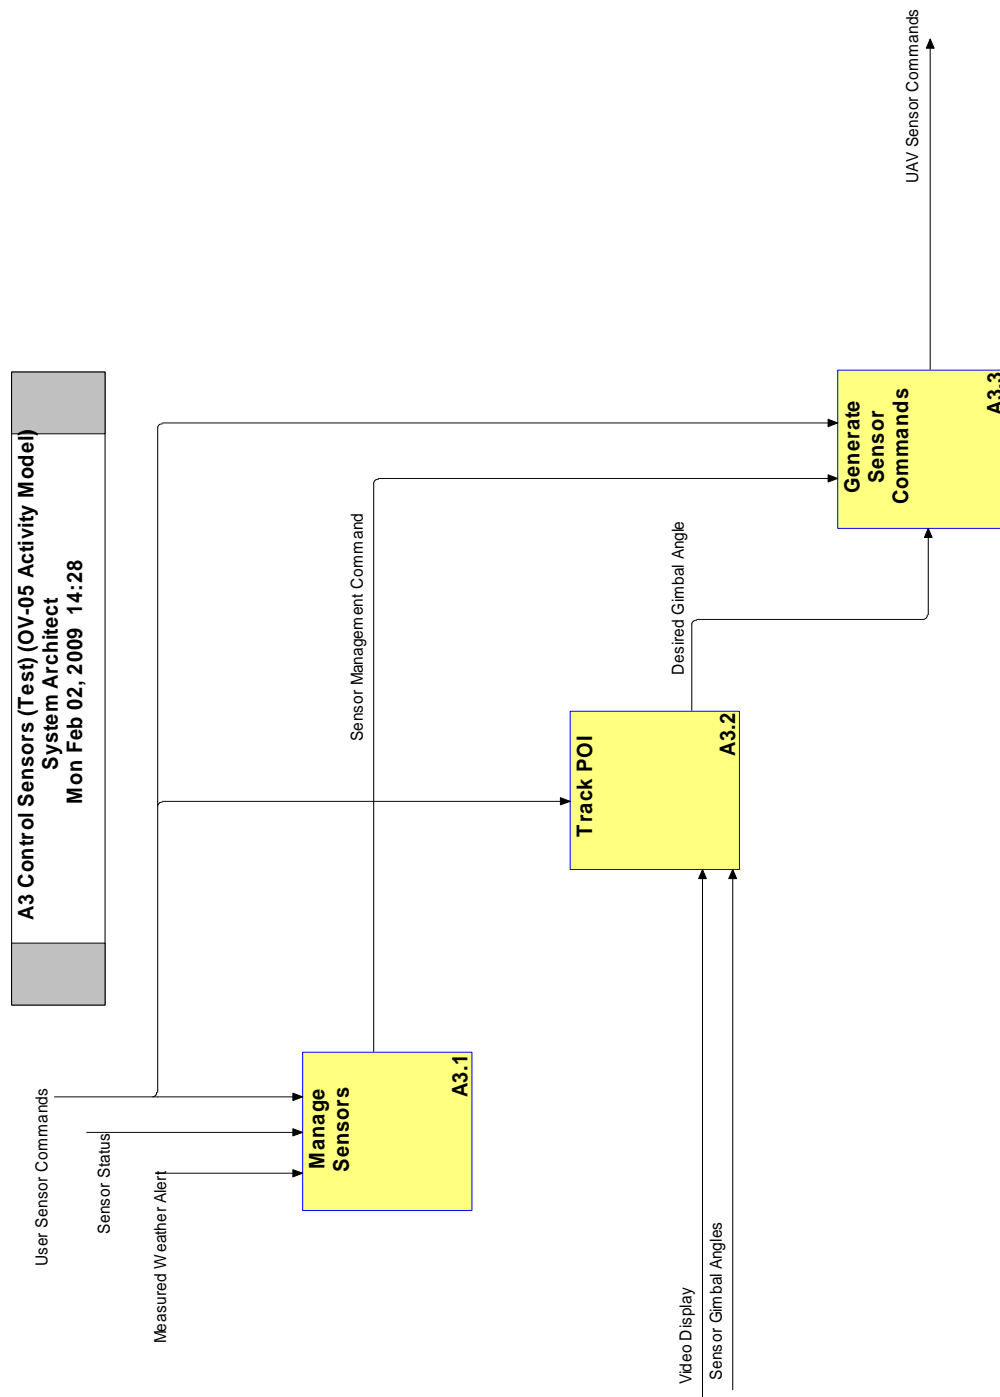 A3 Control Sensors (Test) (OV-05 Activity Model)
System Architect
Mon Feb 02, 2009 14:28
User Sensor Commands
Sensor Status
Measured Weather Alert
Manage
Sensors
A3.1
Sensor Management Command
Track POI
A3.2
Video Display
Sensor Gimbal Angles
Desired Gimbal Angle
Generate
Sensor
Commands
A3.3
UAV Sensor Commands